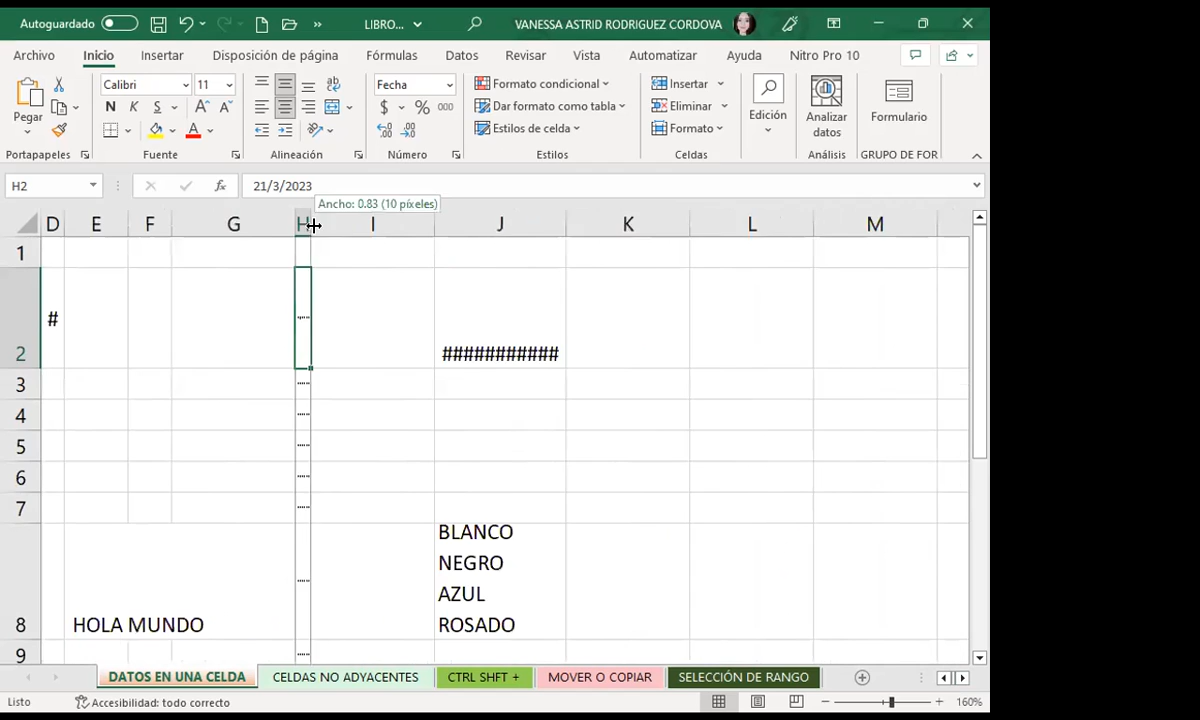 Autoguardado LIBRO... VANESSA ASTRID RODRIGUEZ CORDOVA
Archivo Inicio Insertar Disposición de página Fórmulas Datos Revisar Vista Automatizar Ayuda Nitro Pro 10
Pegar
Portapapeles
Calibri 11
N K S A A
A
Fuente
ab
Alineación
Fecha
$ % 000
Número
Formato condicional
Dar formato como tabla
Estilos de celda
Estilos
Insertar
Eliminar
Formato
Celdas
Edición
Analizar
datos
Análisis
Formulario
GRUPO DE FOR
H2 fx 21/3/2023
Ancho: 0.83 (10 píxeles)
D E F G H I J K L M
1
#
2 ###########
3
4
5
6
7
BLANCO
NEGRO
AZUL
8 HOLA MUNDO ROSADO
9
DATOS EN UNA CELDA CELDAS NO ADYACENTES CTRL SHFT + MOVER O COPIAR SELECCIÓN DE RANGO
Listo Accesibilidad: todo correcto 160%